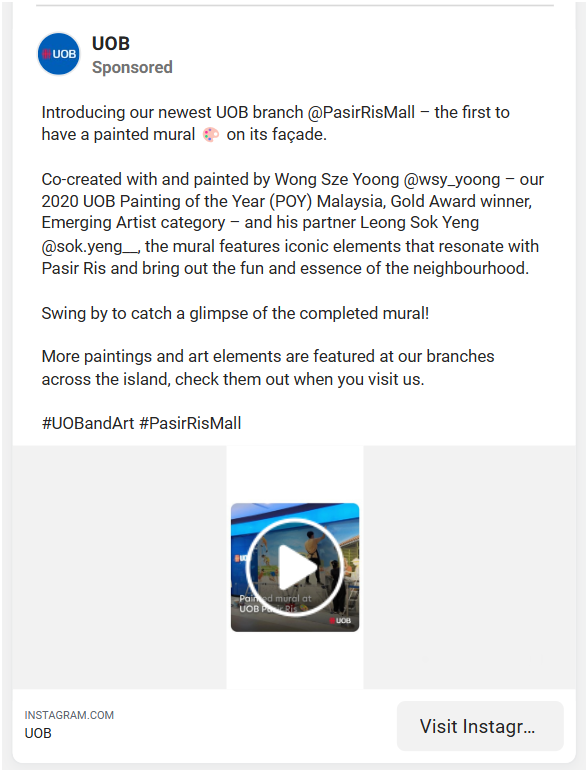 UOB
UOB
Sponsored
Introducing our newest UOB branch @PasirRisMall – the first to
have a painted mural 🎨 on its façade.
Co-created with and painted by Wong Sze Yoong @wsy_yoong – our
2020 UOB Painting of the Year (POY) Malaysia, Gold Award winner,
Emerging Artist category – and his partner Leong Sok Yeng
@sok.yeng__, the mural features iconic elements that resonate with
Pasir Ris and bring out the fun and essence of the neighbourhood.
Swing by to catch a glimpse of the completed mural!
More paintings and art elements are featured at our branches
across the island, check them out when you visit us.
#UOBandArt #PasirRisMall
Painted mural at
UOB Pasir Ris
UOB
INSTAGRAM.COM
UOB
Visit Instagr...